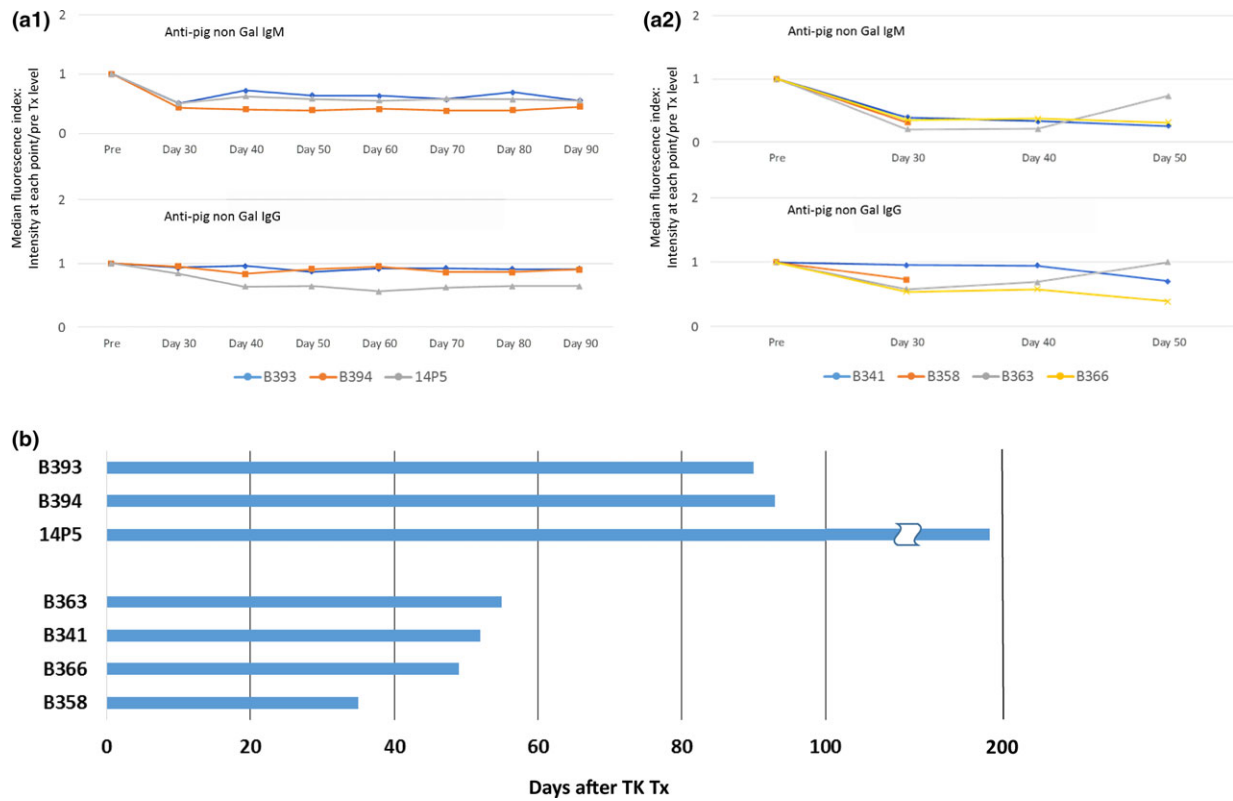 (a1)
Median fluorescence index:
Intensity at each point/pre Tx level
2
1
0
Anti-pig non Gal IgM
Pre Day 30 Day 40 Day 50 Day 60 Day 70 Day 80 Day 90
2
1
0
Anti-pig non Gal IgG
Pre Day 30 Day 40 Day 50 Day 60 Day 70 Day 80 Day 90
B393 B394 14P5
(a2)
Median fluorescence index:
Intensity at each point/pre Tx level
2
1
0
Anti-pig non Gal IgM
Pre Day 30 Day 40 Day 50
2
1
0
Anti-pig non Gal IgG
Pre Day 30 Day 40 Day 50
B341 B358 B363 B366
(b)
B393
B394
14P5
B363
B341
B366
B358
0 20 40 60 80 100 200
Days after TK Tx